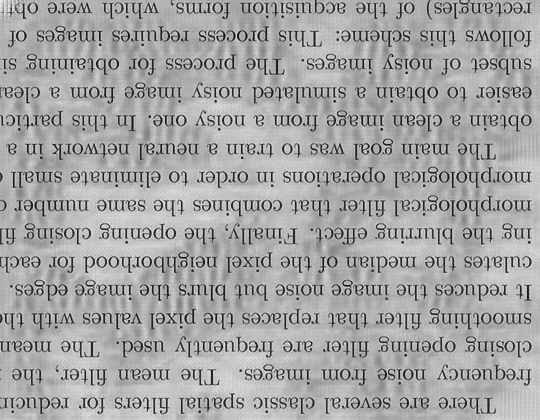 There are several classic spatial filters for reducin
frequency noise from images. The mean filter, the
closing opening filter are frequently used. The mean
smoothing filter that replaces the pixel values with the
It reduces the image noise but blurs the image edges.
culates the median of the pixel neighborhood for each
ing the blurring effect. Finally, the opening closing fil
morphological filter that combines the same number o
morphological operations in order to eliminate small
The main goal was to train a neural network in a
obtain a clean image from a noisy one. In this particu
easier to obtain a simulated noisy image from a clea
subset of noisy images. The process for obtaining si
follows this scheme: This process requires images of
rectangles) of the acquisition forms, which were obt